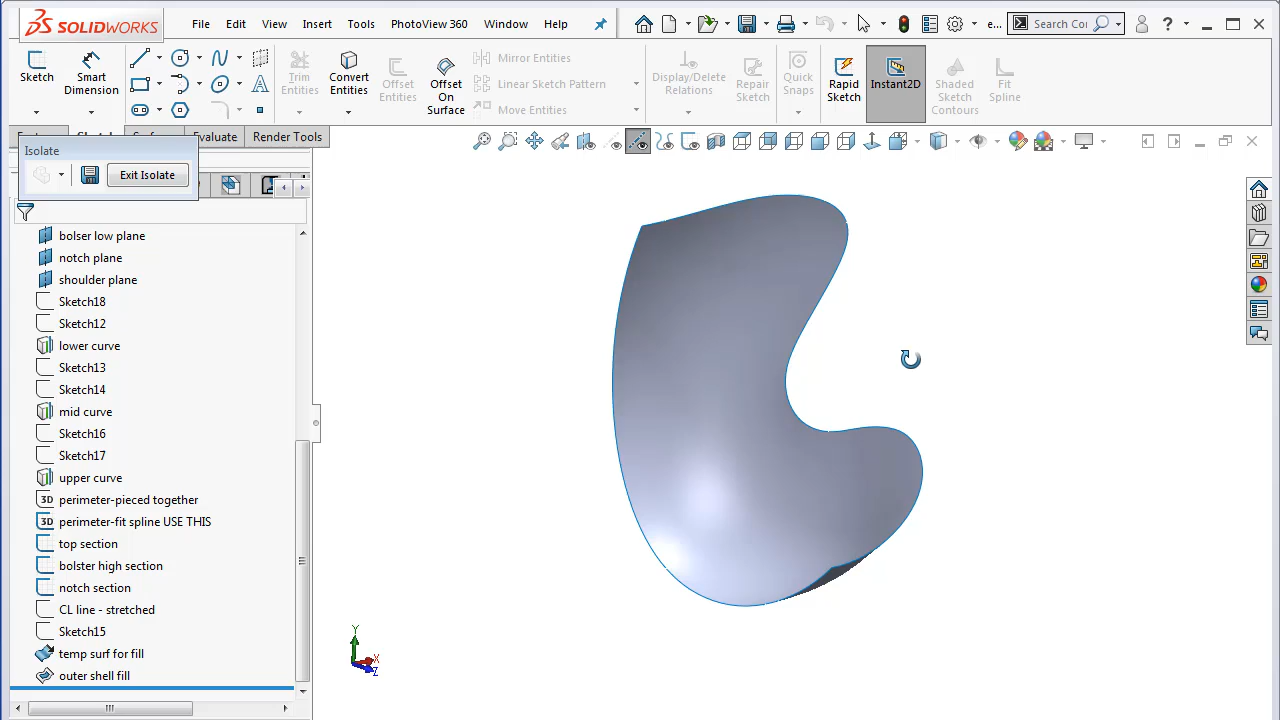 SOLIDWORKS File Edit View Insert Tools PhotoView 360 Window Help e... Search Co
Sketch Smart Dimension Trim Entities Convert Entities Offset Entities Offset On Surface Mirror Entities Linear Sketch Pattern Move Entities Display/Delete Relations Repair Sketch Quick Snaps Rapid Sketch Instant2D Shaded Sketch Contours Fit Spline
Evaluate Render Tools
Isolate
Exit Isolate
bolser low plane
notch plane
shoulder plane
Sketch18
Sketch12
lower curve
Sketch13
Sketch14
mid curve
Sketch16
Sketch17
upper curve
3D perimeter-pieced together
3D perimeter-fit spline USE THIS
top section
bolster high section
notch section
CL line - stretched
Sketch15
temp surf for fill
outer shell fill
Y
X
Z